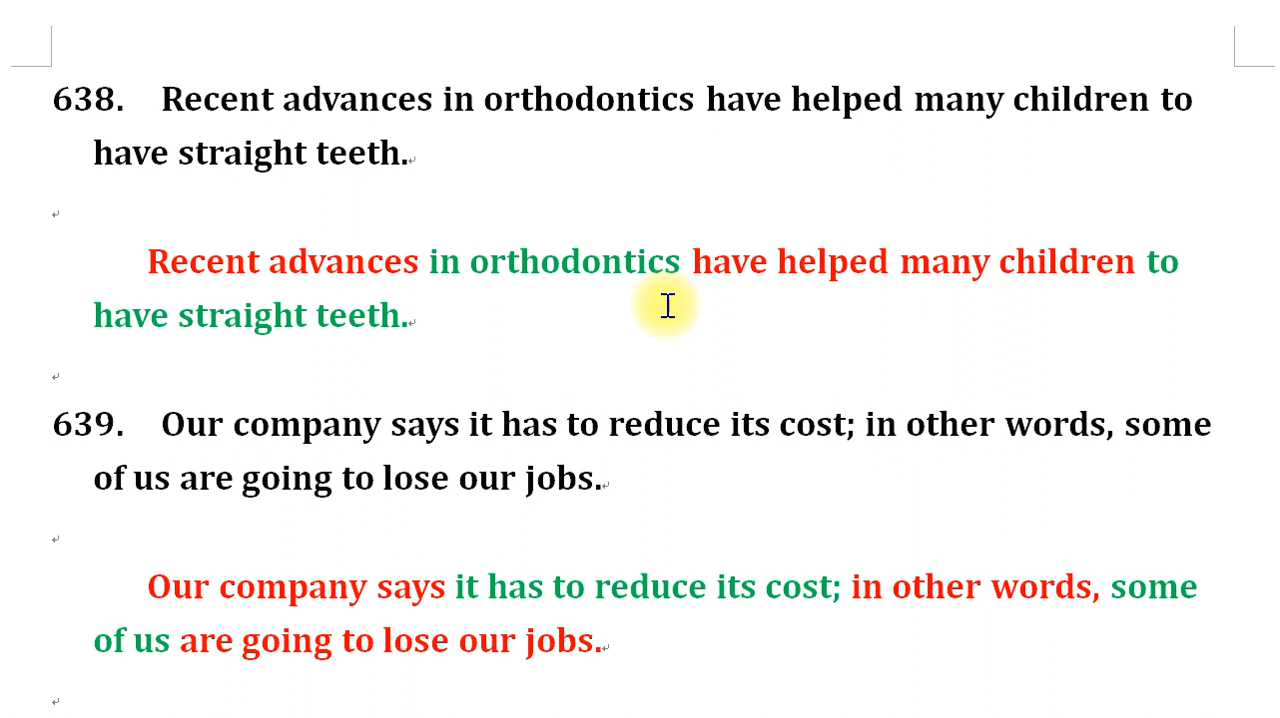 638. Recent advances in orthodontics have helped many children to
have straight teeth.
Recent advances in orthodontics have helped many children to
have straight teeth.
639. Our company says it has to reduce its cost; in other words, some
of us are going to lose our jobs.
Our company says it has to reduce its cost; in other words, some
of us are going to lose our jobs.